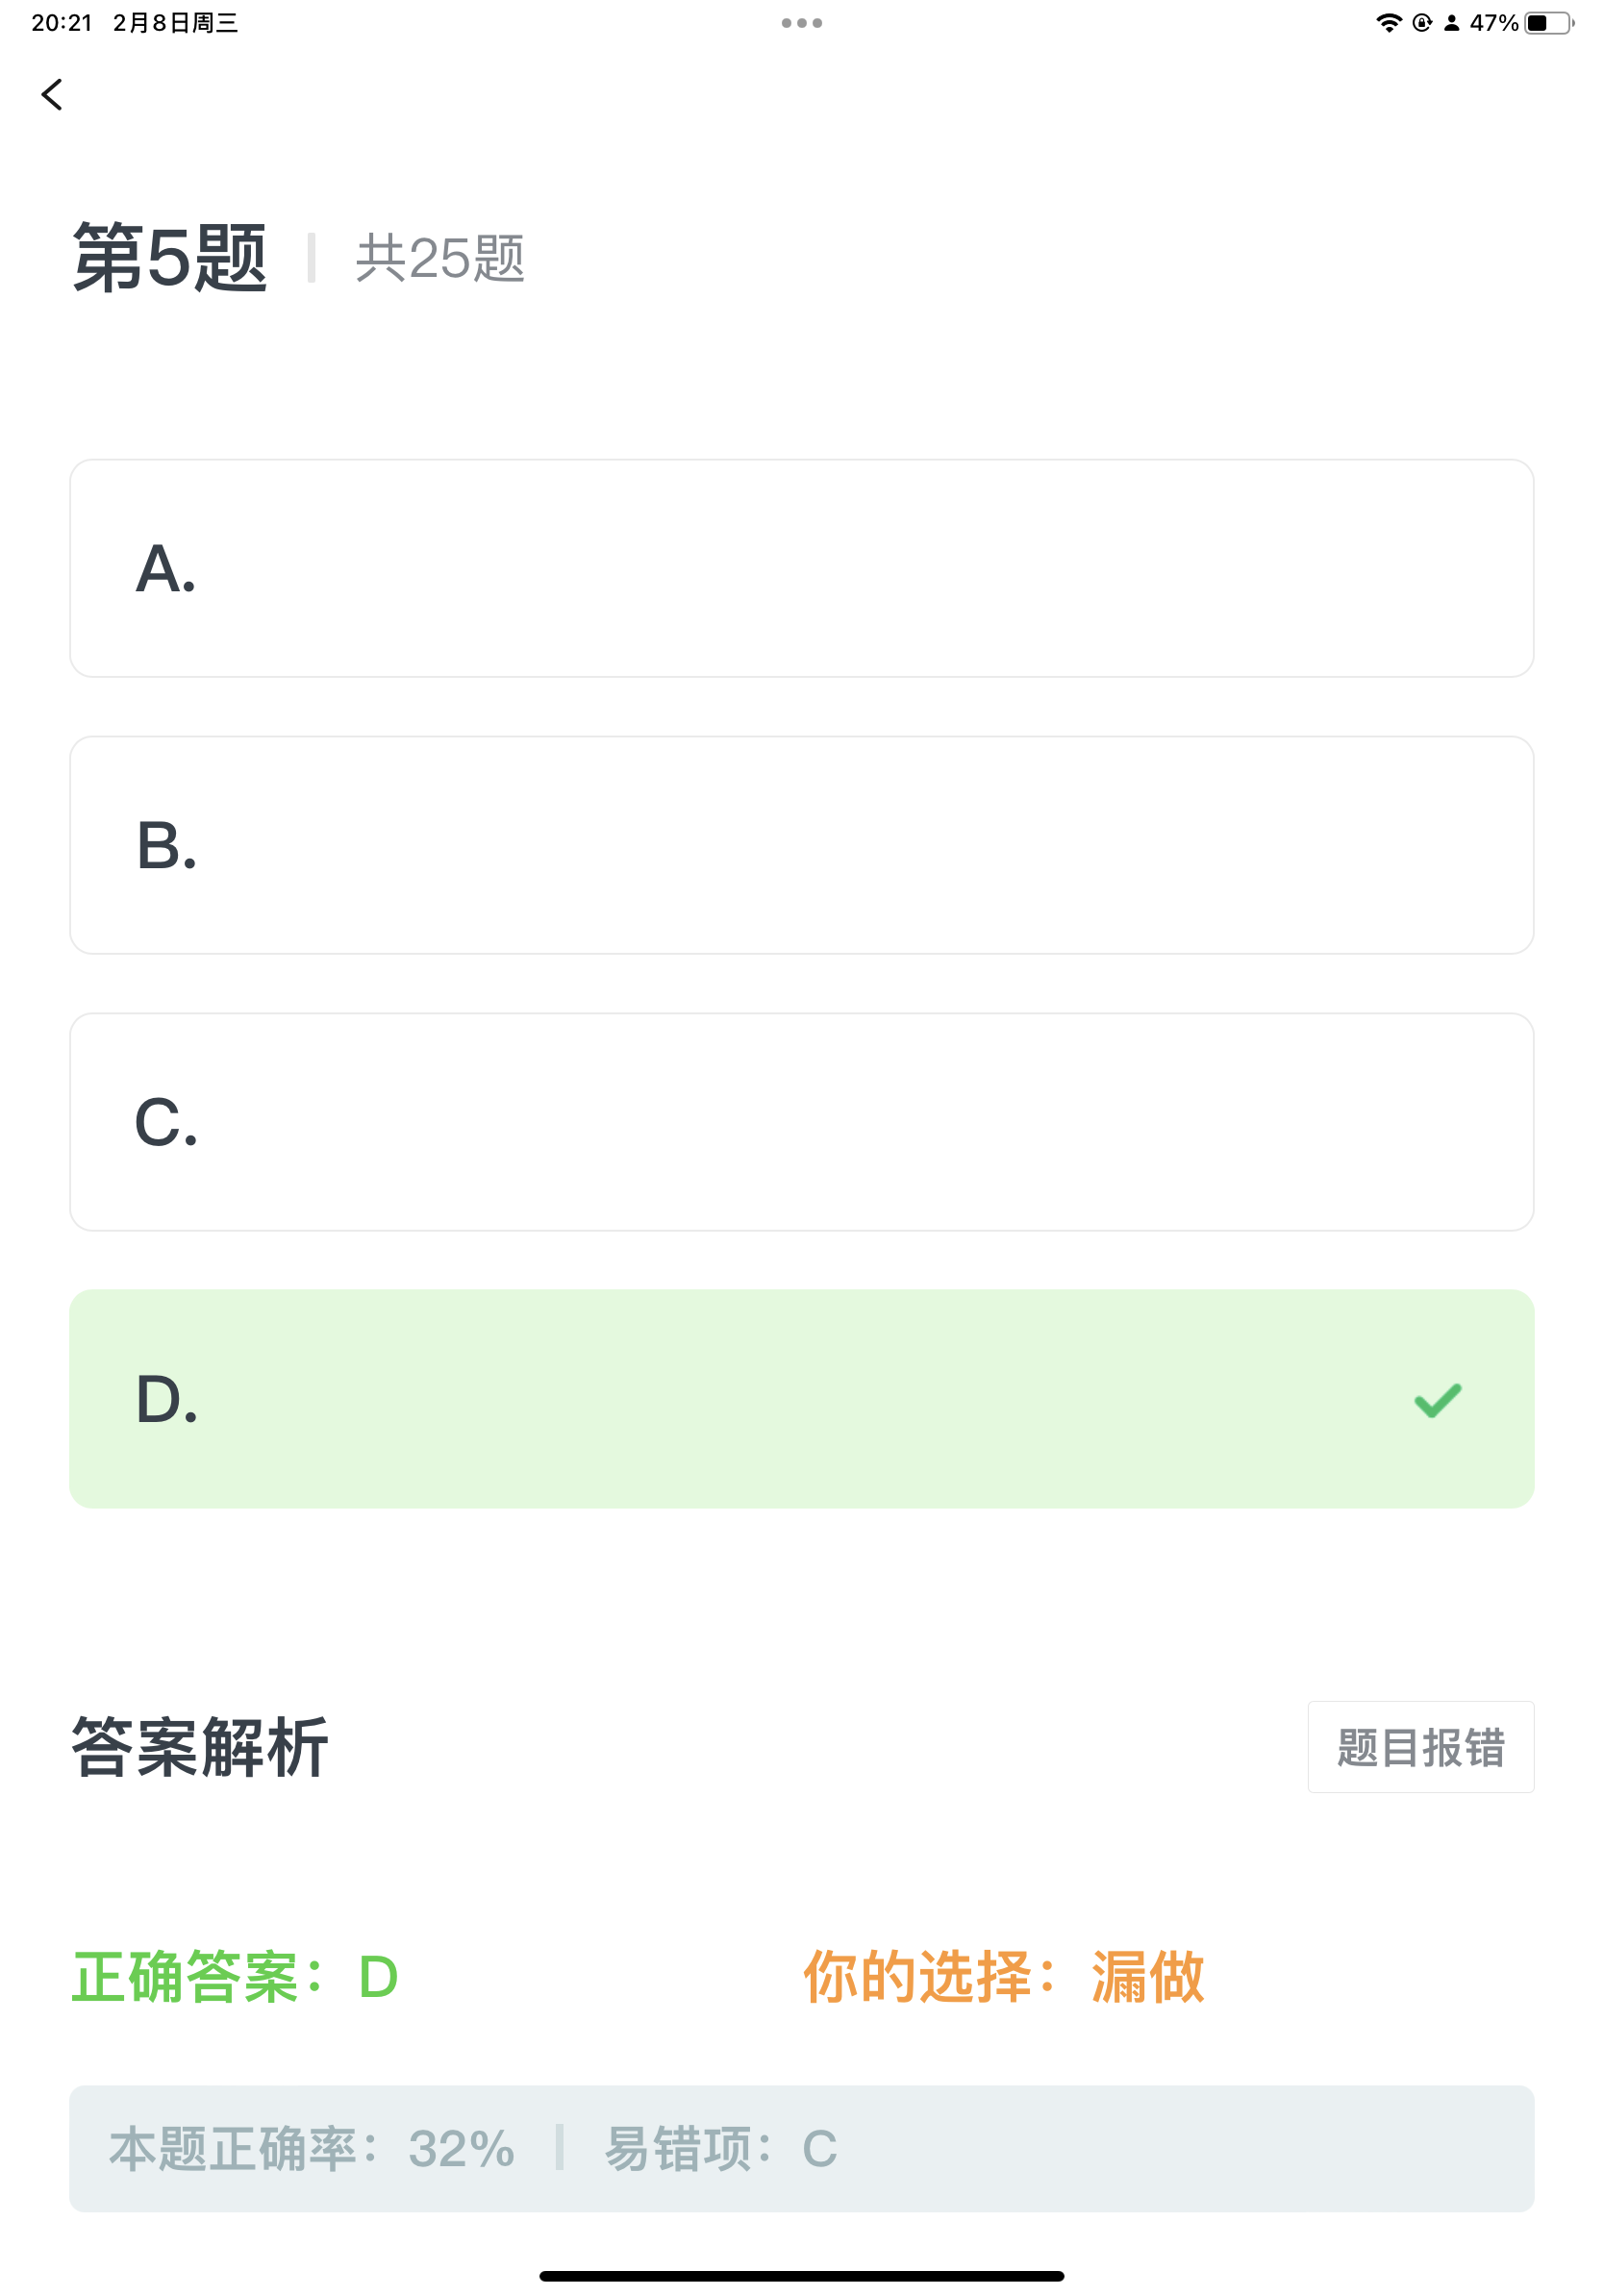 20:21 2月8日周三
47%
第5题 共25题
A.
B.
C.
D.
答案解析
题目报错
正确答案：D 你的选择：漏做
本题正确率：32% 易错项：C